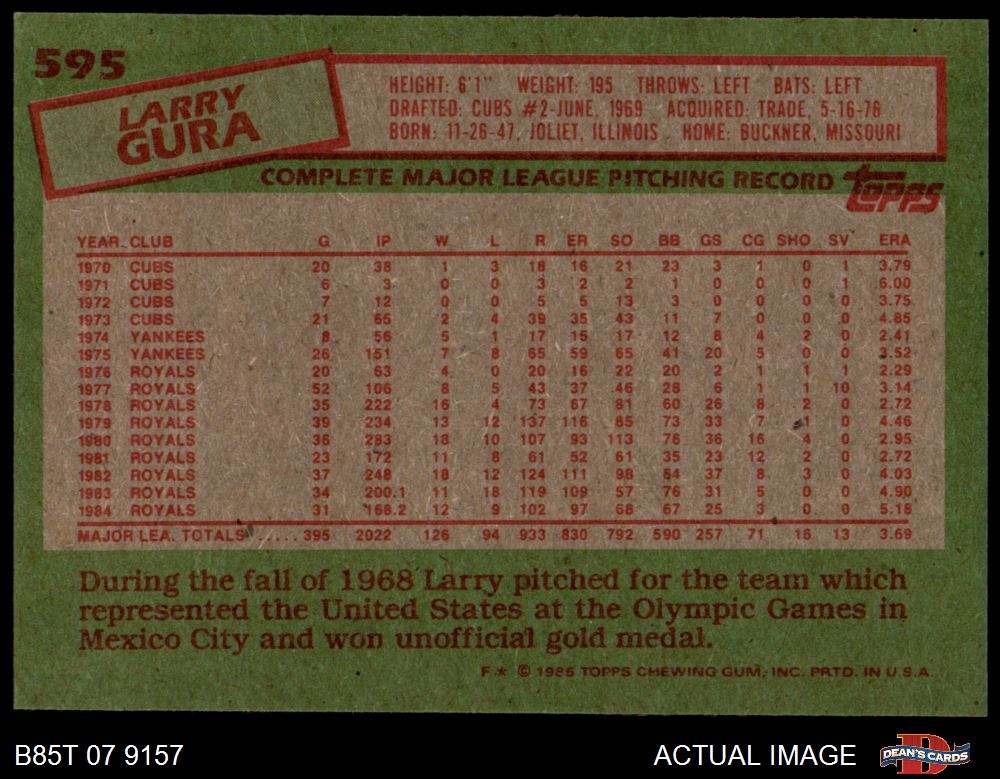 595
LARRY
GURA
HEIGHT: 6'1" WEIGHT: 195 THROWS: LEFT BATS: LEFT
DRAFTED: CUBS #2-JUNE, 1969 ACQUIRED: TRADE, 5-16-76
BORN: 11-26-47, JOLIET, ILLINOIS HOME: BUCKNER, MISSOURI
COMPLETE MAJOR LEAGUE PITCHING RECORD topps
YEAR CLUB G IP W L R ER SO BB GS CG SHO SV ERA
1970 CUBS 20 38 1 3 18 16 21 23 3 1 0 1 3.79
1971 CUBS 6 3 0 0 3 2 2 1 0 0 0 1 6.00
1972 CUBS 7 12 0 0 5 5 13 3 0 0 0 0 3.75
1973 CUBS 21 65 2 4 39 35 43 11 7 0 0 0 4.85
1974 YANKEES 8 56 5 1 17 15 17 12 8 4 2 0 2.41
1975 YANKEES 26 151 7 8 65 59 65 41 20 5 0 0 3.52
1976 ROYALS 20 63 4 0 20 16 22 20 2 1 1 1 2.29
1977 ROYALS 52 106 8 5 43 37 46 28 6 1 1 10 3.14
1978 ROYALS 35 222 16 4 73 67 81 60 26 8 2 0 2.72
1979 ROYALS 39 234 13 12 137 116 85 73 33 7 1 0 4.46
1980 ROYALS 36 283 18 10 107 93 113 76 36 16 4 0 2.95
1981 ROYALS 23 172 11 8 61 52 61 35 23 12 2 0 2.72
1982 ROYALS 37 248 18 12 124 111 98 64 37 8 3 0 4.03
1983 ROYALS 34 200.1 11 18 119 109 57 76 31 5 0 0 4.90
1984 ROYALS 31 168.2 12 9 102 97 68 67 25 3 0 0 5.18
MAJOR LEA. TOTALS ..... 395 2022 126 94 933 830 792 590 257 71 16 13 3.69
During the fall of 1968 Larry pitched for the team which
represented the United States at the Olympic Games in
Mexico City and won unofficial gold medal.
F* © 1985 TOPPS CHEWING GUM, INC. PRTD. IN U.S.A.
B85T 07 9157 ACTUAL IMAGE DEAN'S CARDS